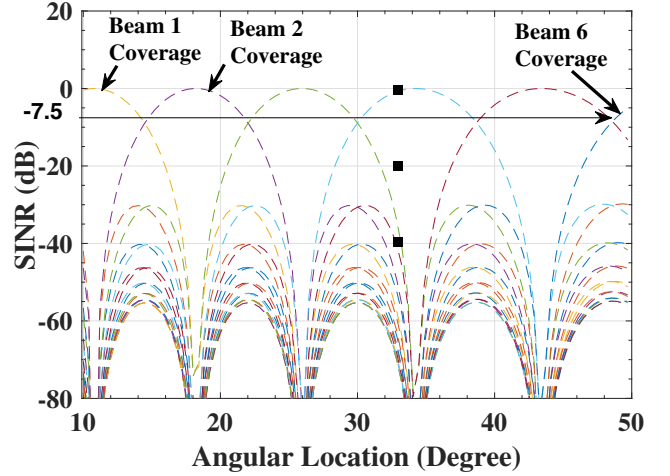 20
Beam 1
Coverage
Beam 2
Coverage
Beam 6
Coverage
0
-7.5
-20
-40
-60
-80
SINR (dB)
10
20
30
40
50
Angular Location (Degree)